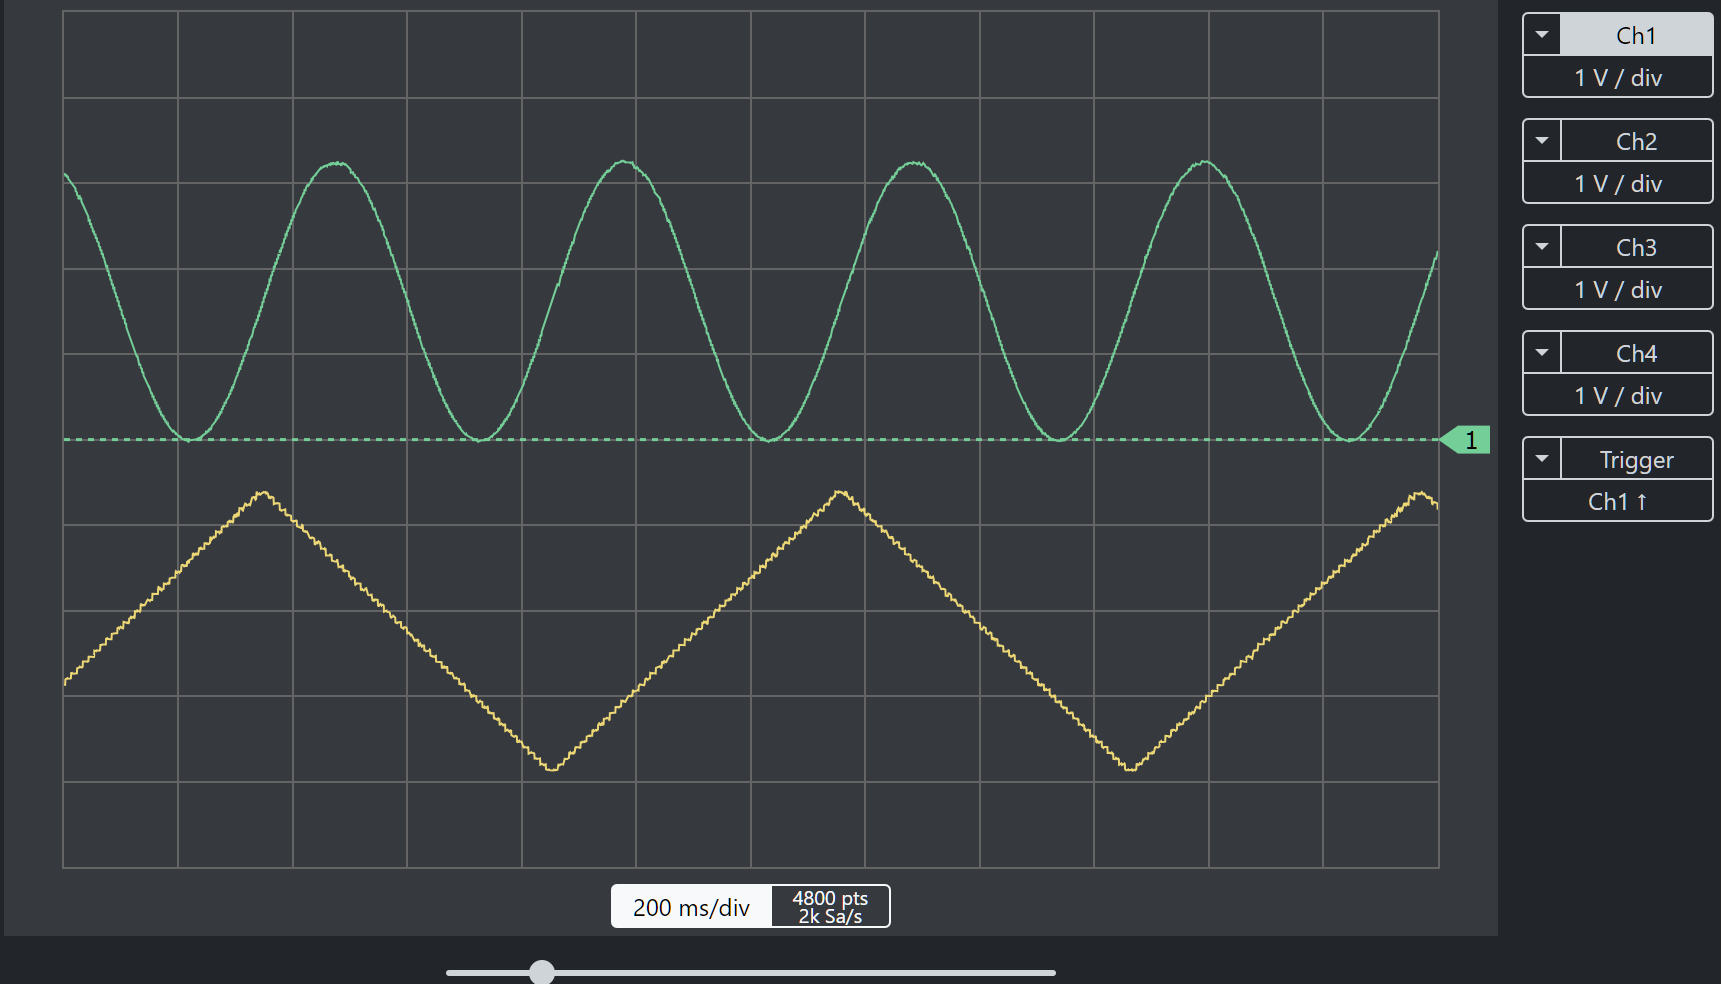 Ch1
1 V / div
Ch2
1 V / div
Ch3
1 V / div
Ch4
1 V / div
Trigger
Ch1 ↑
1
200 ms/div
4800 pts
2k Sa/s